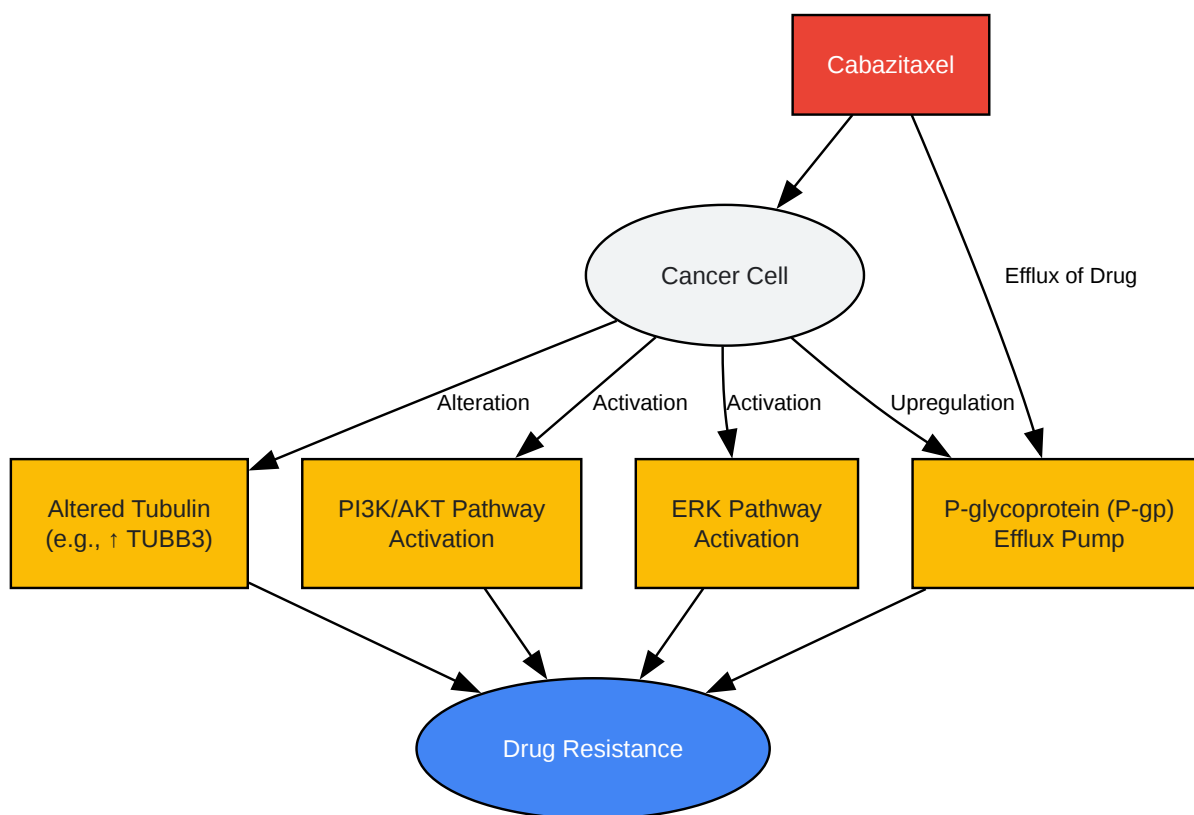 Cabazitaxel
Cancer Cell
Efflux of Drug
Alteration
Activation
Activation
Upregulation
Altered Tubulin
(e.g., ↑ TUBB3)
PI3K/AKT Pathway
Activation
ERK Pathway
Activation
P-glycoprotein (P-gp)
Efflux Pump
Drug Resistance